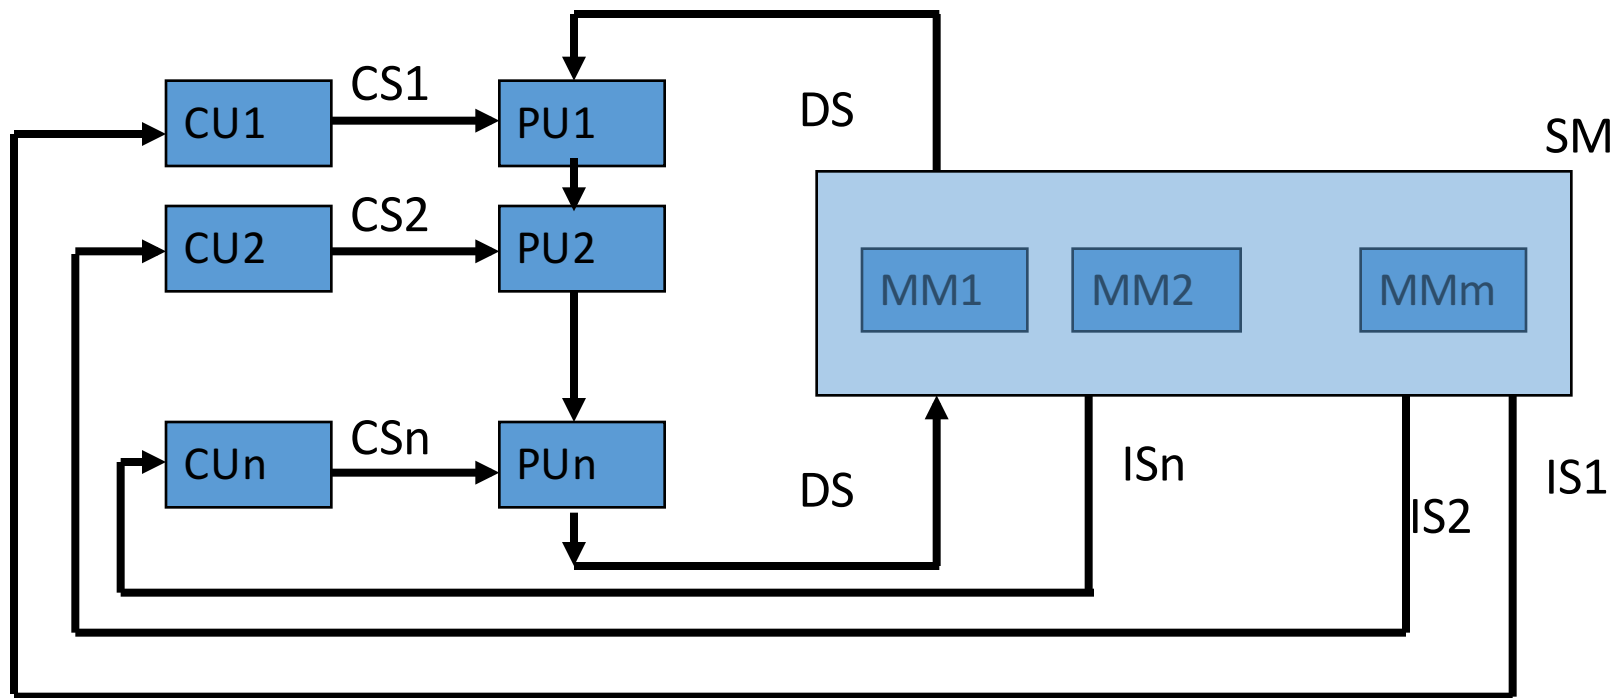 CS1
CU1
PU1
DS
SM
CS2
CU2
PU2
MM1
MM2
MMm
CSn
CUn
PUn
DS
ISn
IS2
IS1